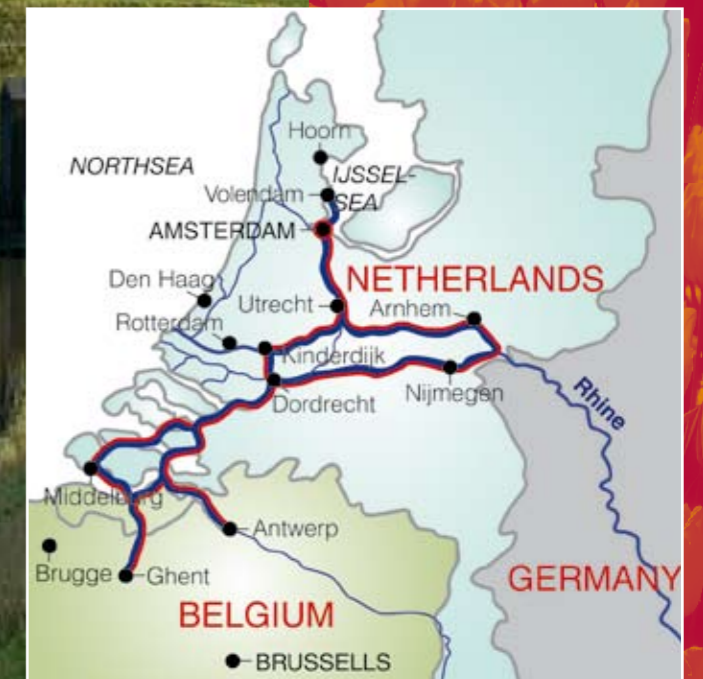 Hoorn
NORTHSEA
IJSSEL-
SEA
Volendam
AMSTERDAM
Den Haag
NETHERLANDS
Utrecht
Arnhem
Rotterdam
Kinderdijk
Dordrecht
Nijmegen
Rhine
Middelburg
Antwerp
Brugge
Ghent
GERMANY
BELGIUM
BRUSSELLS